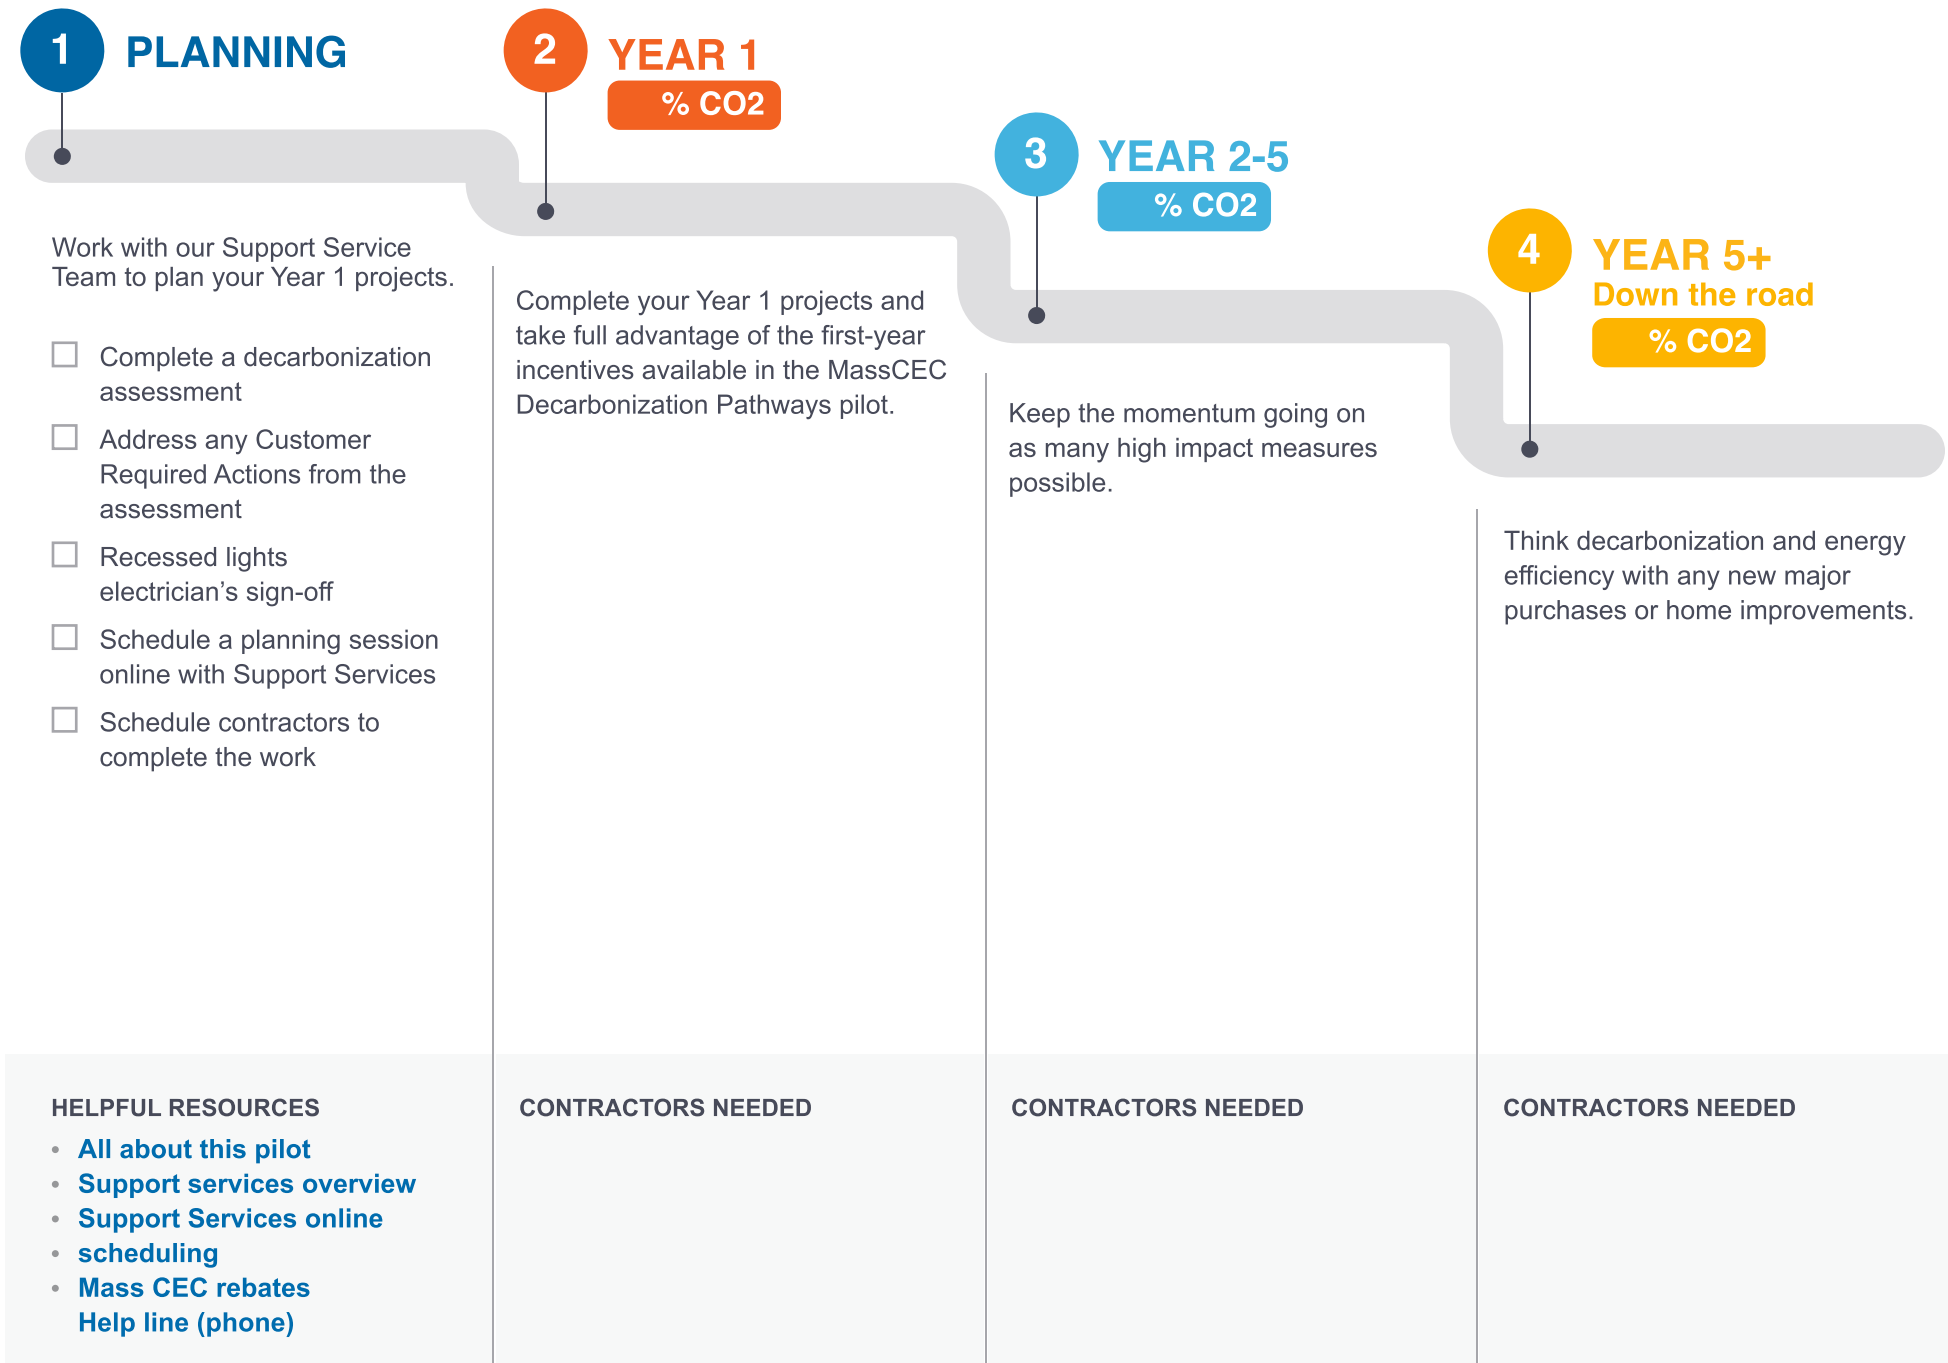 1 PLANNING
Work with our Support Service
Team to plan your Year 1 projects.
Complete a decarbonization
assessment
Address any Customer
Required Actions from the
assessment
Recessed lights
electrician’s sign-off
Schedule a planning session
online with Support Services
Schedule contractors to
complete the work
HELPFUL RESOURCES
• All about this pilot
• Support services overview
• Support Services online
• scheduling
• Mass CEC rebates
Help line (phone)
2 YEAR 1
% CO2
Complete your Year 1 projects and
take full advantage of the first-year
incentives available in the MassCEC
Decarbonization Pathways pilot.
CONTRACTORS NEEDED
3 YEAR 2-5
% CO2
Keep the momentum going on
as many high impact measures
possible.
CONTRACTORS NEEDED
4 YEAR 5+
Down the road
% CO2
Think decarbonization and energy
efficiency with any new major
purchases or home improvements.
CONTRACTORS NEEDED